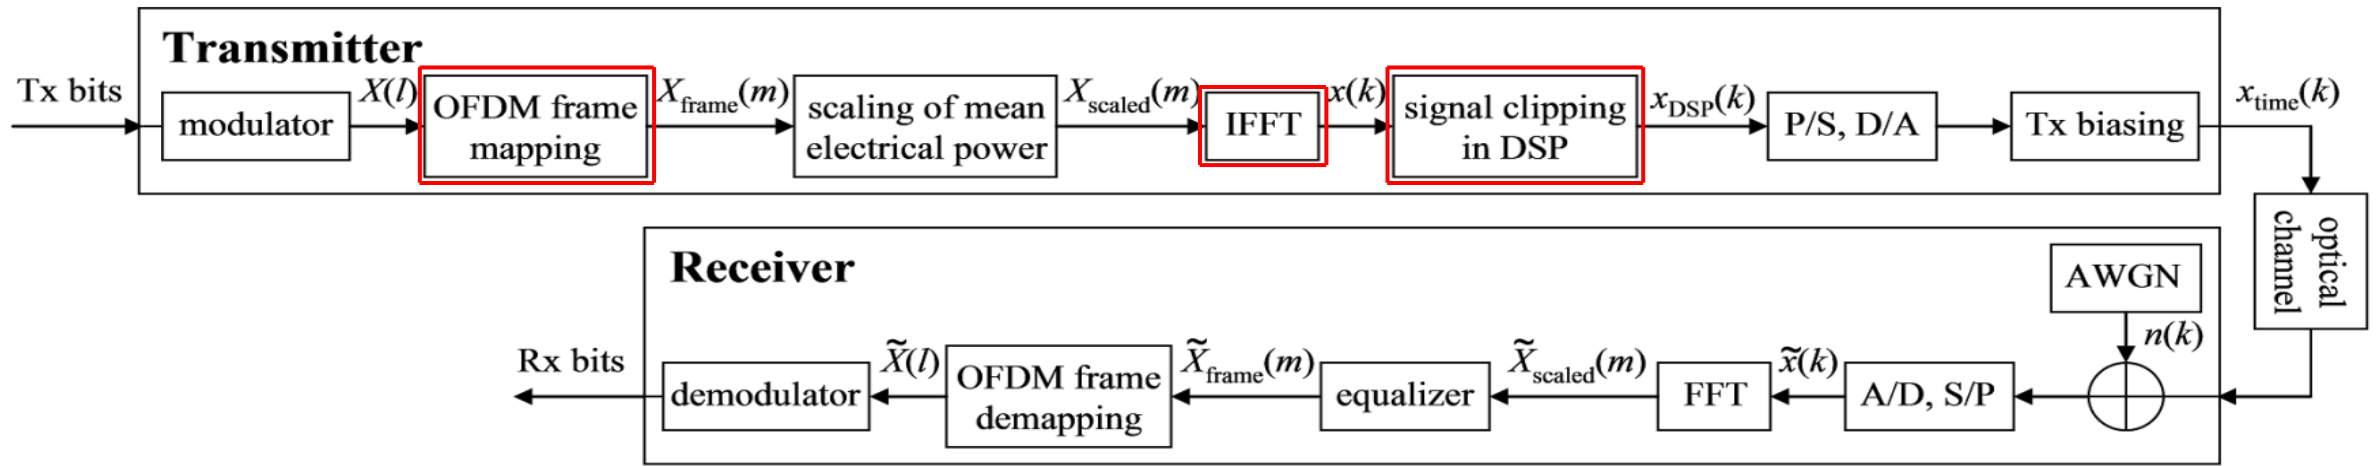 Transmitter
Tx bits
modulator
X(l)
OFDM frame
mapping
X_frame(m)
scaling of mean
electrical power
X_scaled(m)
IFFT
x(k)
signal clipping
in DSP
x_DSP(k)
P/S, D/A
Tx biasing
x_time(k)
optical
channel
Receiver
AWGN
n(k)
A/D, S/P
x̃(k)
FFT
X̃_scaled(m)
equalizer
X̃_frame(m)
OFDM frame
demapping
X̃(l)
demodulator
Rx bits